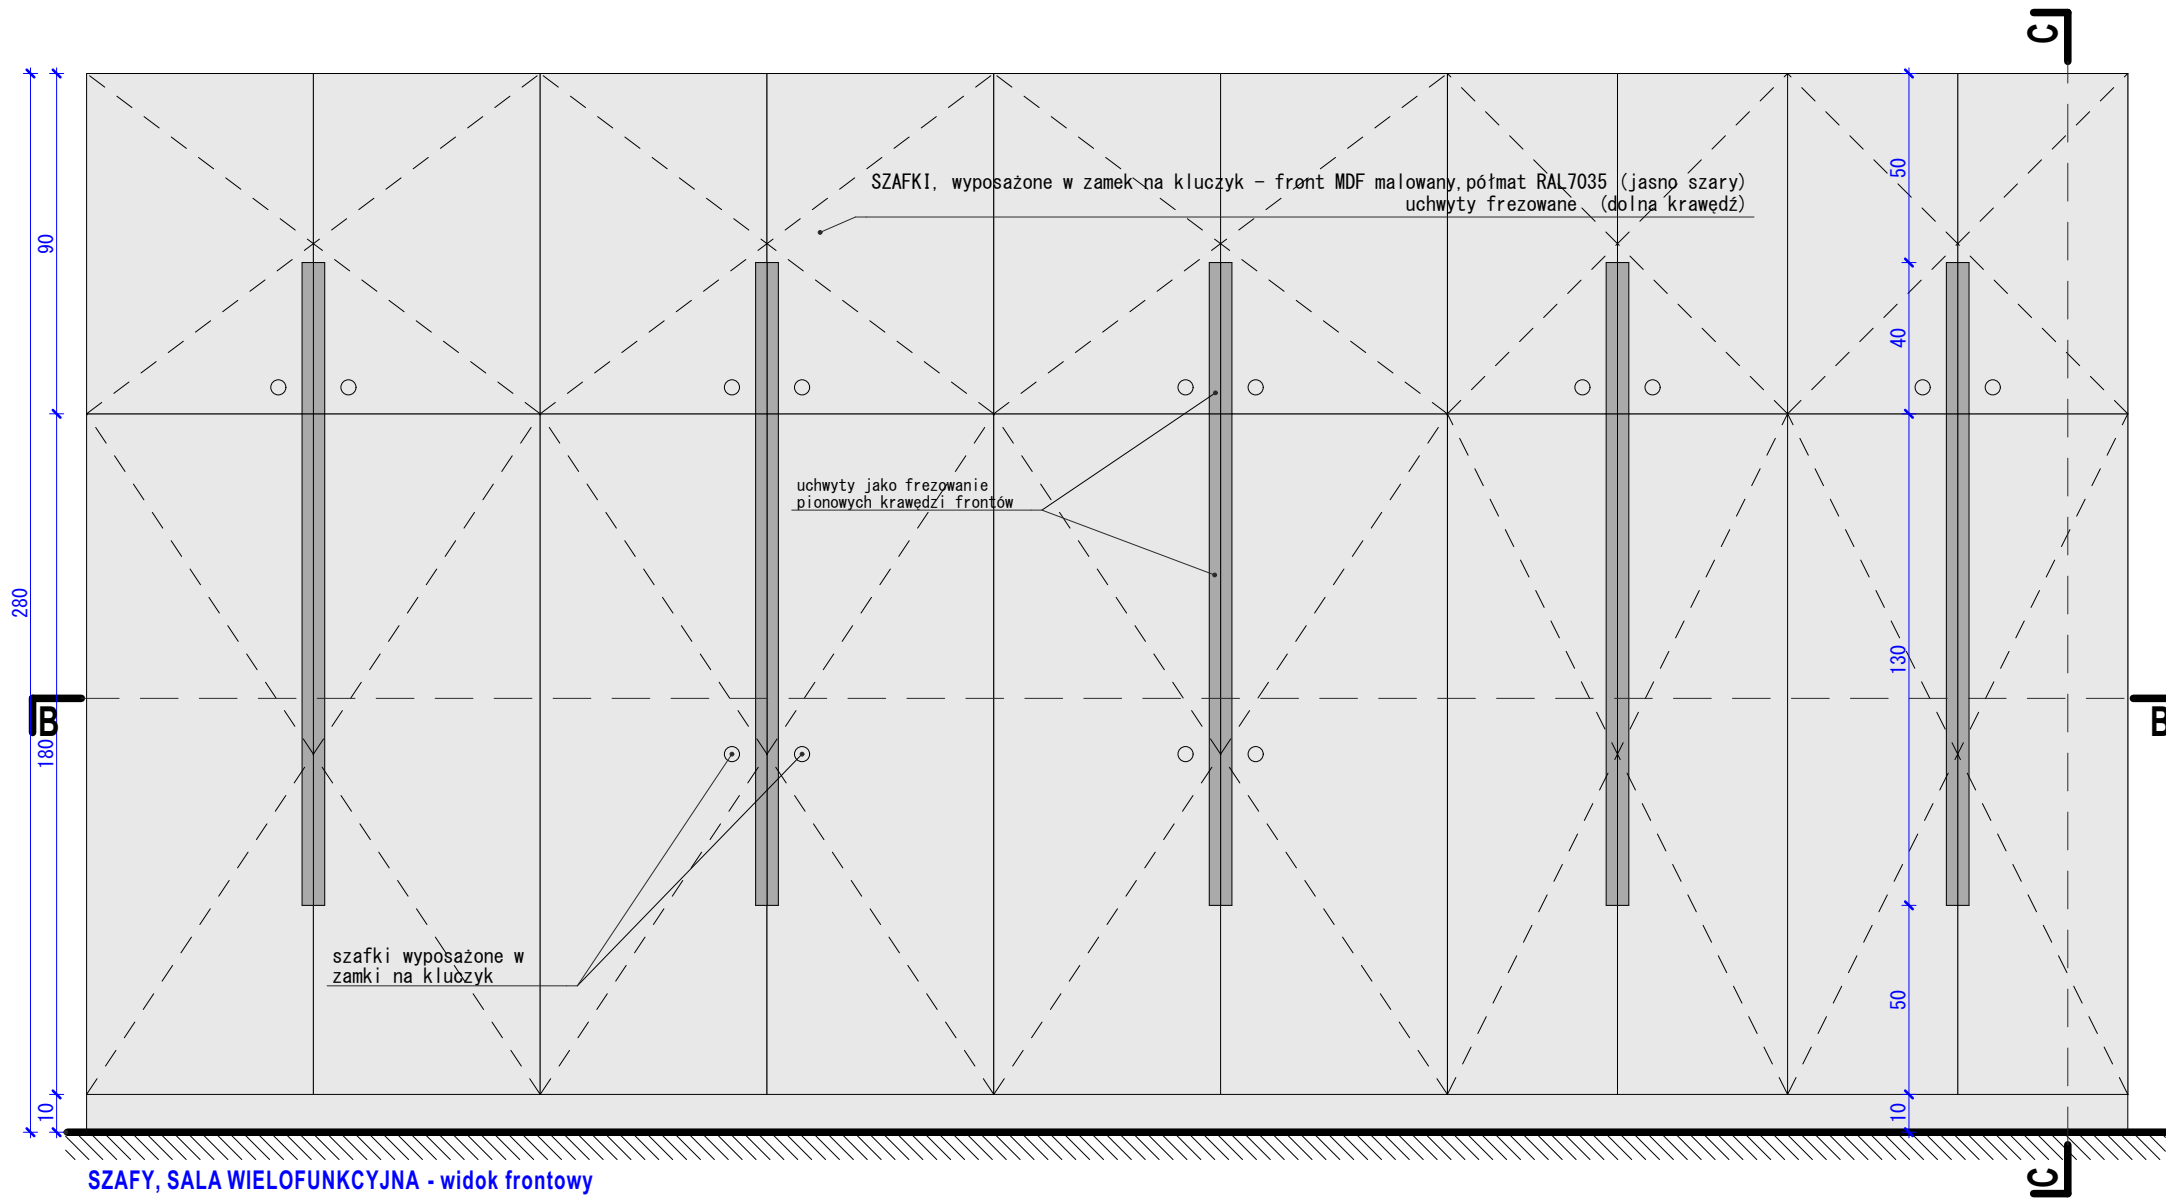 C
SZAFKI, wyposażone w zamek na kluczyk – front MDF malowany, półmat RAL7035 (jasno szary)
uchwyty frezowane (dolna krawędź)
50
90
40
uchwyty jako frezowanie
pionowych krawędzi frontów
280
130
B
B
180
szafki wyposażone w
zamki na kluczyk
50
10
10
C
SZAFY, SALA WIELOFUNKCYJNA - widok frontowy